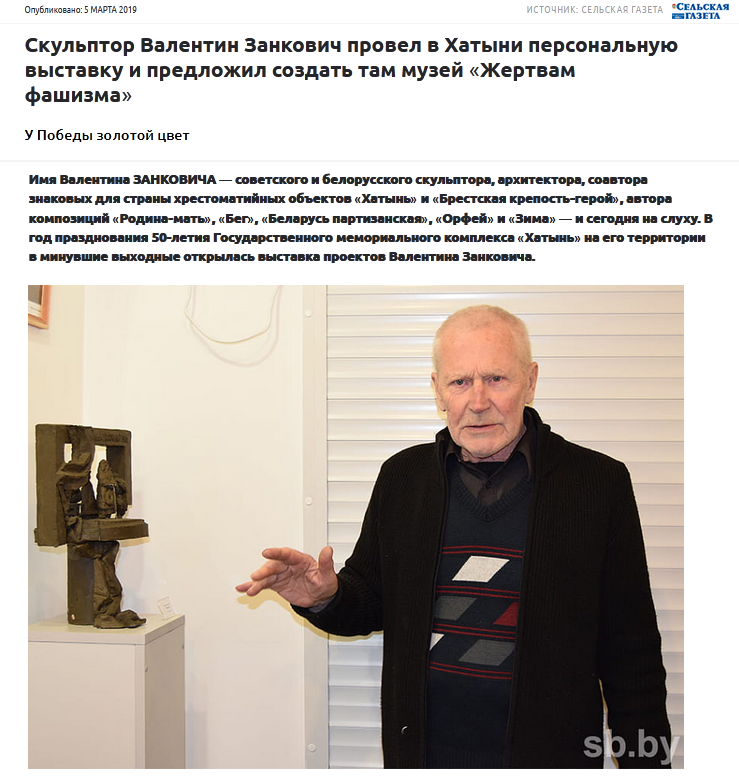 Опубликовано: 5 МАРТА 2019
ИСТОЧНИК: СЕЛЬСКАЯ ГАЗЕТА
СЕЛЬСКАЯ
ГАЗЕТА
Скульптор Валентин Занкович провел в Хатыни персональную
выставку и предложил создать там музей «Жертвам
фашизма»
У Победы золотой цвет
Имя Валентина ЗАНКОВИЧА — советского и белорусского скульптора, архитектора, соавтора
знаковых для страны хрестоматийных объектов «Хатынь» и «Брестская крепость-герой», автора
композиций «Родина-мать», «Бег», «Беларусь партизанская», «Орфей» и «Зима» — и сегодня на слуху. В
год празднования 50-летия Государственного мемориального комплекса «Хатынь» на его территории
в минувшие выходные открылась выставка проектов Валентина Занковича.
sb.by